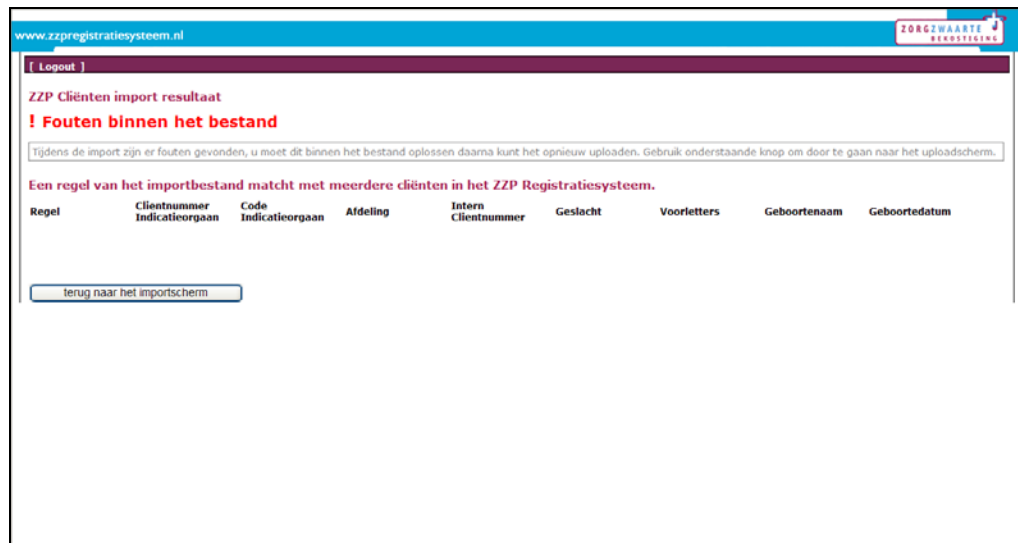 www.zzpregistratiesysteem.nl
ZORGZWAARTE
BEKOSTIGING
[ Logout ]
ZZP Cliënten import resultaat
! Fouten binnen het bestand
Tijdens de import zijn er fouten gevonden, u moet dit binnen het bestand oplossen daarna kunt het opnieuw uploaden. Gebruik onderstaande knop om door te gaan naar het uploadscherm.
Een regel van het importbestand matcht met meerdere cliënten in het ZZP Registratiesysteem.
Regel Clientnummer Indicatieorgaan Code Indicatieorgaan Afdeling Intern Clientnummer Geslacht Voorletters Geboortenaam Geboortedatum
terug naar het importscherm